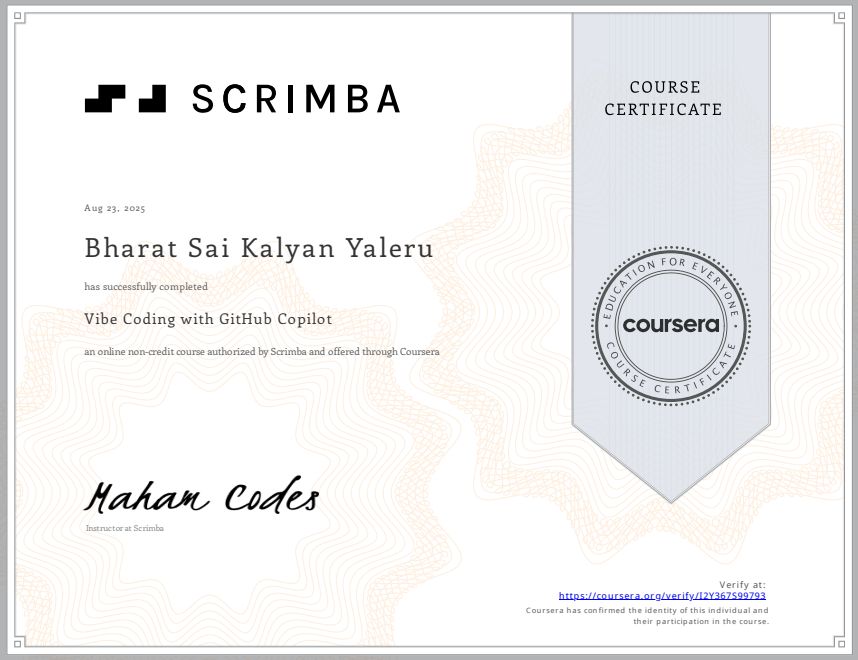 SCRIMBA
COURSE
CERTIFICATE
Aug 23, 2025
Bharat Sai Kalyan Yaleru
has successfully completed
Vibe Coding with GitHub Copilot
an online non-credit course authorized by Scrimba and offered through Coursera
EDUCATION FOR EVERYONE
coursera
COURSE CERTIFICATE
Maham Codes
Instructor at Scrimba
Verify at:
https://coursera.org/verify/I2Y367S99793
Coursera has confirmed the identity of this individual and
their participation in the course.